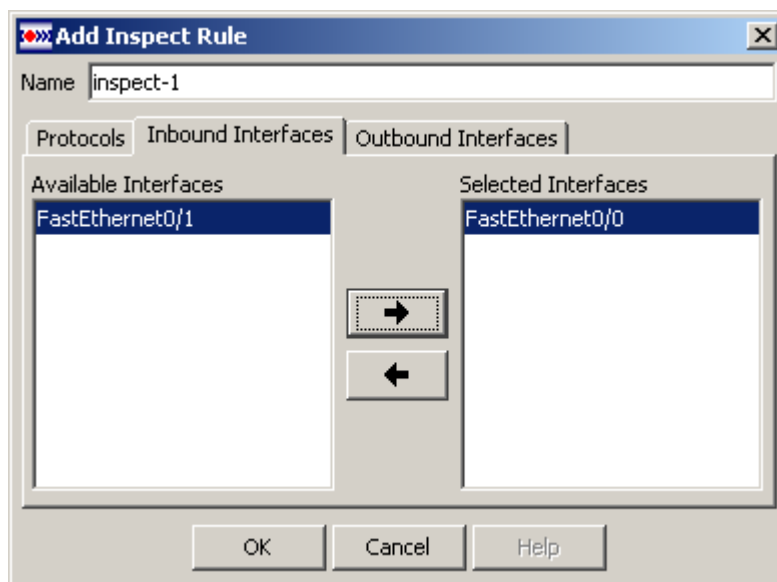 Add Inspect Rule
Name inspect-1
Protocols Inbound Interfaces Outbound Interfaces
Available Interfaces Selected Interfaces
FastEthernet0/1 FastEthernet0/0
OK Cancel Help